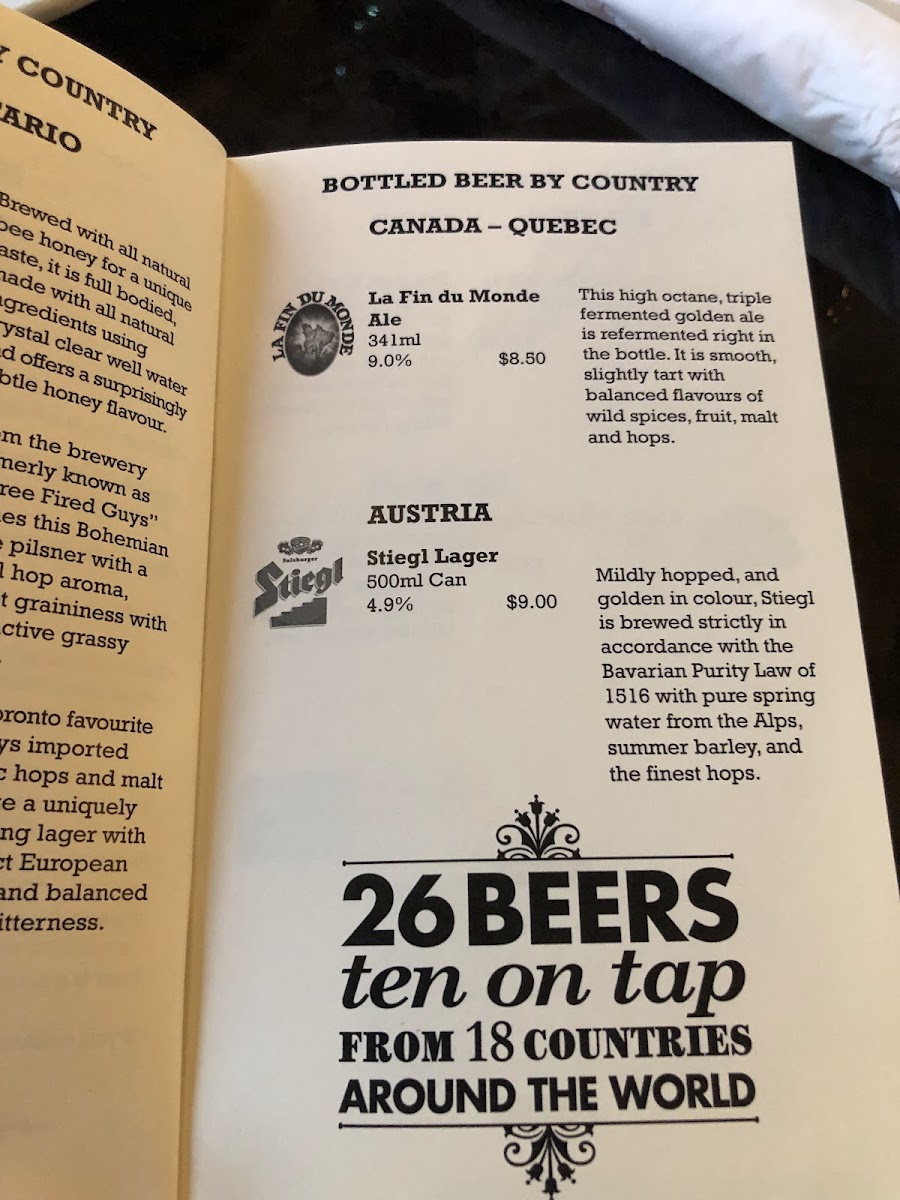 Y COUNTRY
TARIO
Brewed with all natural
bee honey for a unique
taste, it is full bodied,
made with all natural
ngredients using
rystal clear well water
nd offers a surprisingly
btle honey flavour.
om the brewery
merly known as
ree Fired Guys”
es this Bohemian
e pilsner with a
l hop aroma,
t graininess with
ctive grassy
oronto favourite
ys imported
c hops and malt
e a uniquely
ng lager with
ct European
and balanced
itterness.
BOTTLED BEER BY COUNTRY
CANADA – QUEBEC
LA FIN DU MONDE
La Fin du Monde
Ale
341ml
9.0% $8.50
This high octane, triple
fermented golden ale
is refermented right in
the bottle. It is smooth,
slightly tart with
balanced flavours of
wild spices, fruit, malt
and hops.
AUSTRIA
Salzburger
Stiegl
Stiegl Lager
500ml Can
4.9% $9.00
Mildly hopped, and
golden in colour, Stiegl
is brewed strictly in
accordance with the
Bavarian Purity Law of
1516 with pure spring
water from the Alps,
summer barley, and
the finest hops.
26 BEERS
ten on tap
FROM 18 COUNTRIES
AROUND THE WORLD